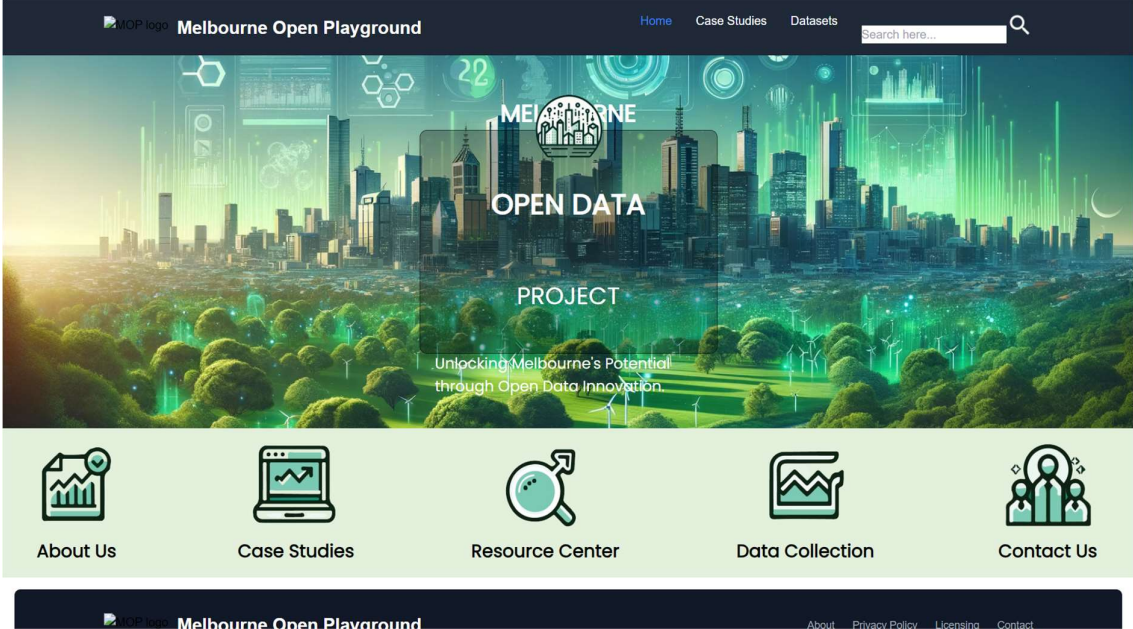 MOP logo Melbourne Open Playground
Home Case Studies Datasets
Search here...
22
MELBOURNE
OPEN DATA
PROJECT
Unlocking Melbourne's Potential
through Open Data Innovation.
About Us Case Studies Resource Center Data Collection Contact Us
MOP logo Melbourne Open Playground
About Privacy Policy Licensing Contact